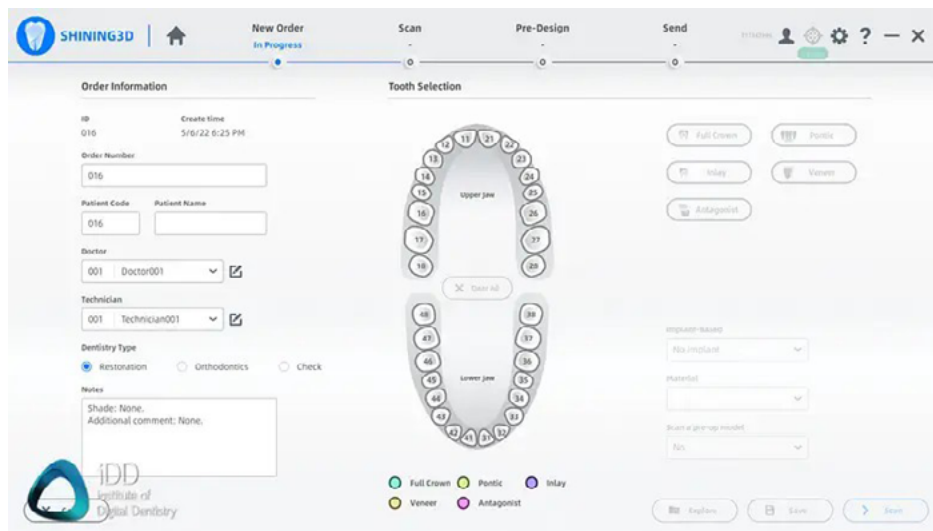 SHINING3D
New Order
In Progress
Scan
-
Pre-Design
-
Send
-
Order Information
Tooth Selection
ID
Create time
016
5/6/22 6:25 PM
Order Number
016
Patient Code
Patient Name
016
Doctor
001 Doctor001
Technician
001 Technician001
Dentistry Type
Restoration
Orthodontics
Check
Notes
Shade: None.
Additional comment: None.
12 11 21 22
13 23
14 24
15 25
Upper Jaw
16 26
17 27
18 28
Clear All
48 38
47 37
46 36
45 35
Lower Jaw
44 34
43 33
42 41 31 32
Full Crown Pontic Inlay
Veneer Antagonist
Full Crown
Pontic
Inlay
Veneer
Antagonist
Implant-based
No implant
Material
Scan a pre-op model
No
Explore
Save
Scan
iDD
institute of
Digital Dentistry